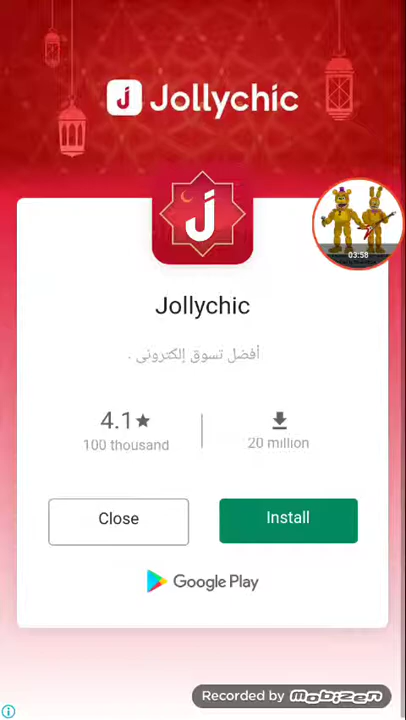 Jollychic
03:58
Jollychic
أفضل تسوق إلكتروني .
4.1★
100 thousand
20 million
Close
Install
Google Play
Recorded by mobizen